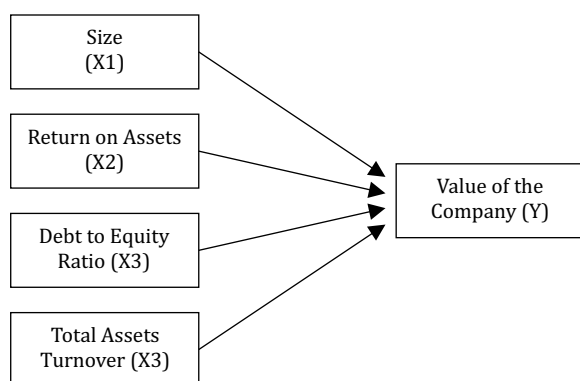 Size
(X1)
Return on Assets
(X2)
Debt to Equity
Ratio (X3)
Total Assets
Turnover (X3)
Value of the
Company (Y)